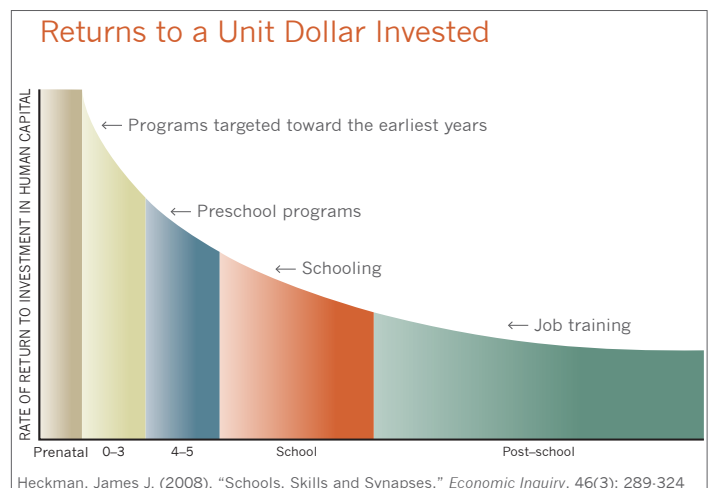 Returns to a Unit Dollar Invested
RATE OF RETURN TO INVESTMENT IN HUMAN CAPITAL
← Programs targeted toward the earliest years
← Preschool programs
← Schooling
← Job training
Prenatal 0–3 4–5 School Post–school
Heckman, James J. (2008). “Schools, Skills and Synapses,” Economic Inquiry, 46(3): 289-324